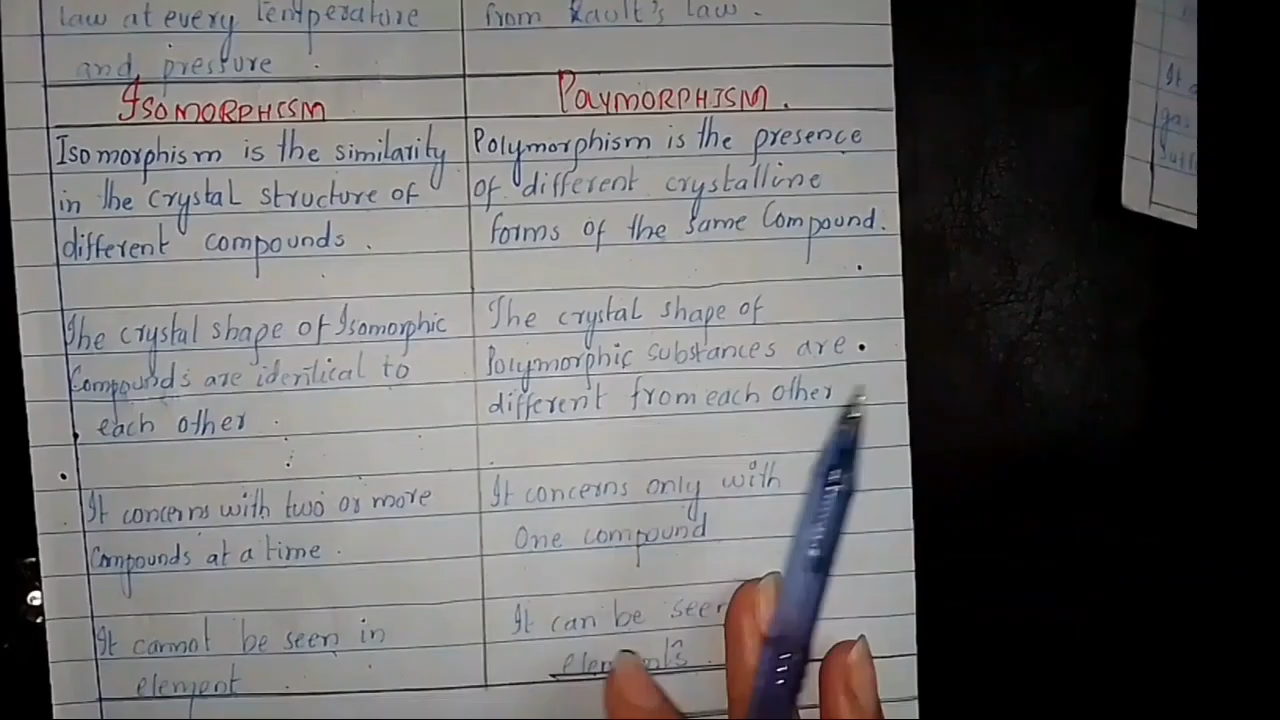 law at every Temperature
and pressure .
from Rault's law .
ISOMORPHISM
Isomorphism is the similarity
in the crystal structure of
different compounds .
The crystal shape of Isomorphic
Compounds are identical to
each other .
It concerns with two or more
Compounds at a time .
It cannot be seen in
element .
POLYMORPHISM .
Polymorphism is the presence
of different crystalline
forms of the same Compound .
The crystal shape of
Polymorphic substances are
different from each other
It concerns only with
One compound
It can be seen
elements .
It
gas